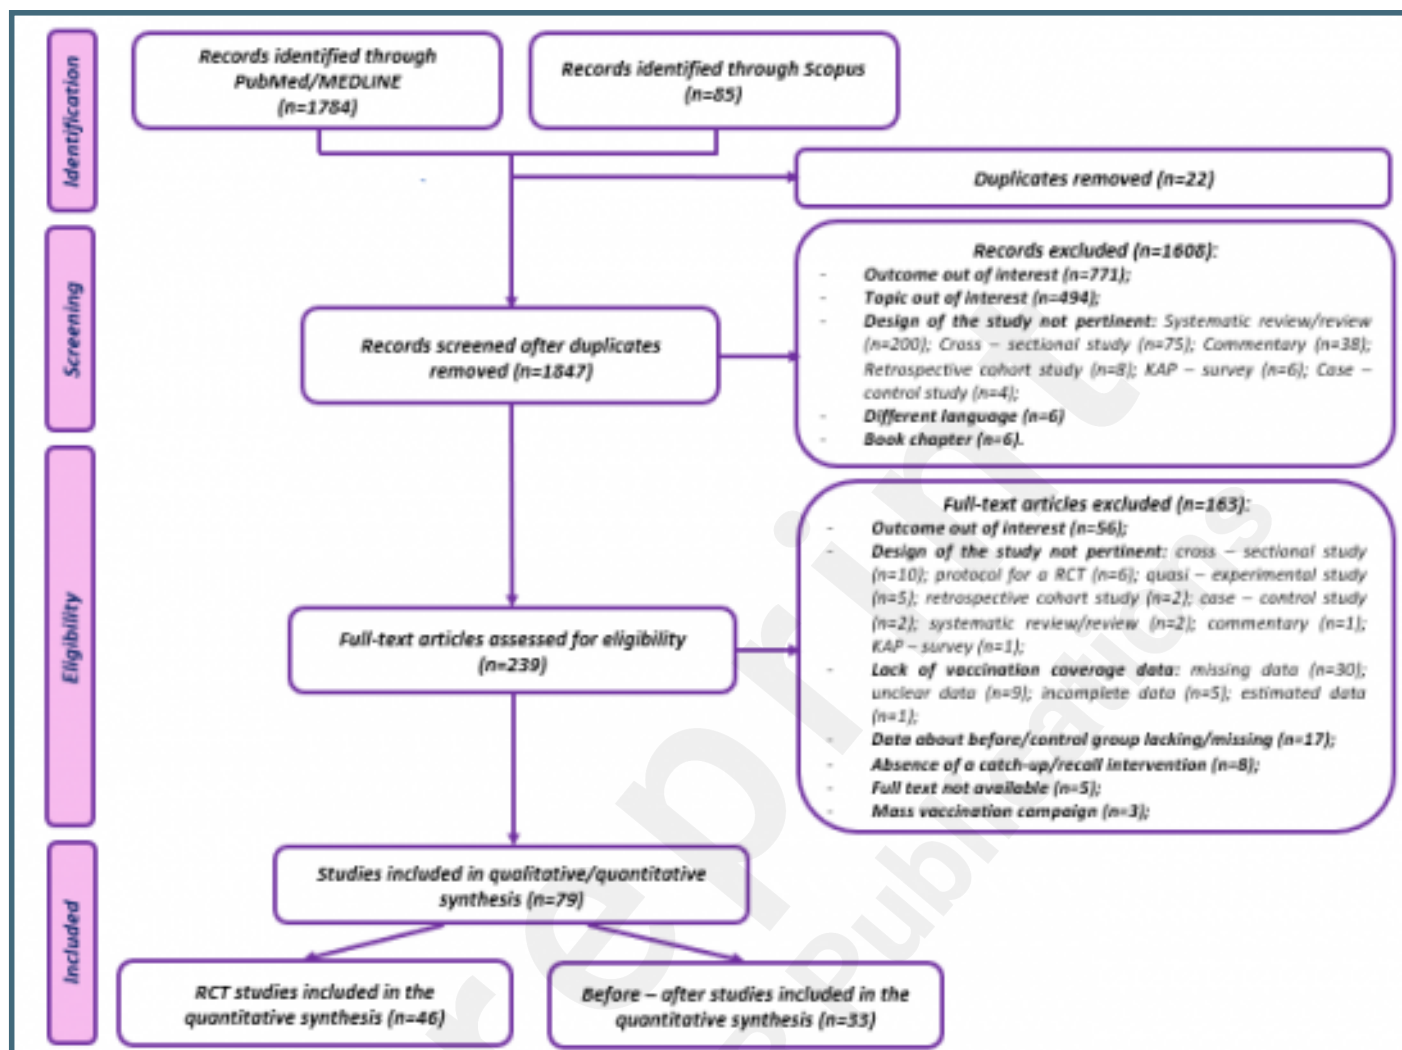 Identification
Records identified through
PubMed/MEDLINE
(n=1784)
Records identified through Scopus
(n=85)
Duplicates removed (n=22)
Screening
Records screened after duplicates
removed (n=1847)
Records excluded (n=1608):
- Outcome out of interest (n=771);
- Topic out of interest (n=494);
- Design of the study not pertinent: Systematic review/review
(n=200); Cross – sectional study (n=75); Commentary (n=38);
Retrospective cohort study (n=8); KAP – survey (n=6); Case –
control study (n=4);
- Different language (n=6)
- Book chapter (n=6).
Eligibility
Full-text articles assessed for eligibility
(n=239)
Full-text articles excluded (n=163):
- Outcome out of interest (n=56);
- Design of the study not pertinent: cross – sectional study
(n=10); protocol for a RCT (n=6); quasi – experimental study
(n=5); retrospective cohort study (n=2); case – control study
(n=2); systematic review/review (n=2); commentary (n=1);
KAP – survey (n=1);
- Lack of vaccination coverage data: missing data (n=30);
unclear data (n=9); incomplete data (n=5); estimated data
(n=1);
- Data about before/control group lacking/missing (n=17);
- Absence of a catch-up/recall intervention (n=8);
- Full text not available (n=5);
- Mass vaccination campaign (n=3);
Included
Studies included in qualitative/quantitative
synthesis (n=79)
RCT studies included in the
quantitative synthesis (n=46)
Before – after studies included in the
quantitative synthesis (n=33)
reprint
Publications